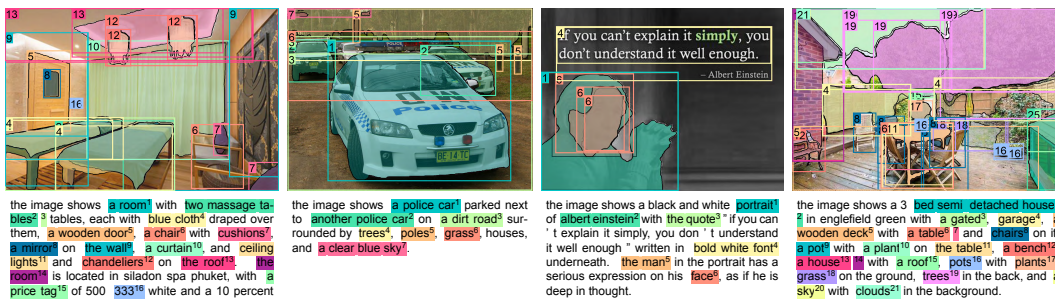 If you can't explain it simply, you
don't understand it well enough.
– Albert Einstein
POLICE
Police
BE 14 TC
the image shows a room1 with two massage ta-
bles2 3 tables, each with blue cloth4 draped over
them, a wooden door5, a chair6 with cushions7,
a mirror8 on the wall9, a curtain10, and ceiling
lights11 and chandeliers12 on the roof13. the
room14 is located in siladon spa phuket, with a
price tag15 of 500 33316 white and a 10 percent
the image shows a police car1 parked next
to another police car2 on a dirt road3 sur-
rounded by trees4, poles5, grass6, houses,
and a clear blue sky7.
the image shows a black and white portrait1
of albert einstein2 with the quote3 " if you can
' t explain it simply, you don ' t understand
it well enough " written in bold white font4
underneath. the man5 in the portrait has a
serious expression on his face6, as if he is
deep in thought.
the image shows a 3 bed semi detached house1
2 in englefield green with a gated3, garage4, a
wooden deck5 with a table6 7 and chairs8 on it
a pot9 with a plant10 on the table11, a bench12
a house13 14 with a roof15, pots16 with plants17
grass18 on the ground, trees19 in the back, and a
sky20 with clouds21 in the background.